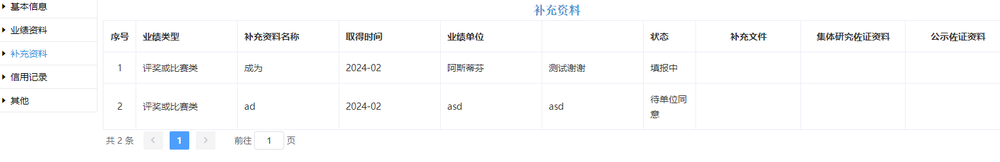 基本信息
业绩资料
补充资料
信用记录
其他
补充资料
序号 业绩类型 补充资料名称 取得时间 业绩单位 状态 补充文件 集体研究佐证资料 公示佐证资料
1 评奖或比赛类 成为 2024-02 阿斯蒂芬 测试谢谢 填报中
2 评奖或比赛类 ad 2024-02 asd asd 待单位同
意
共 2 条 1 前往 1 页